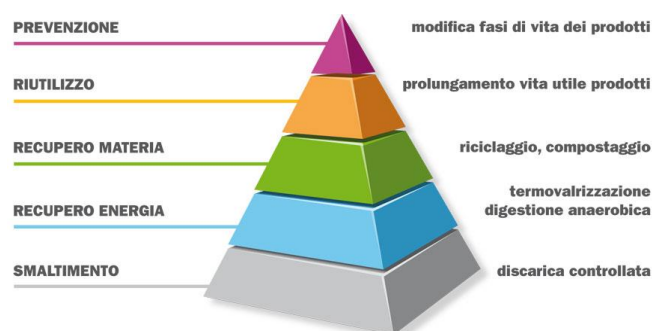 PREVENZIONE
modifica fasi di vita dei prodotti
RIUTILIZZO
prolungamento vita utile prodotti
RECUPERO MATERIA
riciclaggio, compostaggio
RECUPERO ENERGIA
termovalrizzazione
digestione anaerobica
SMALTIMENTO
discarica controllata